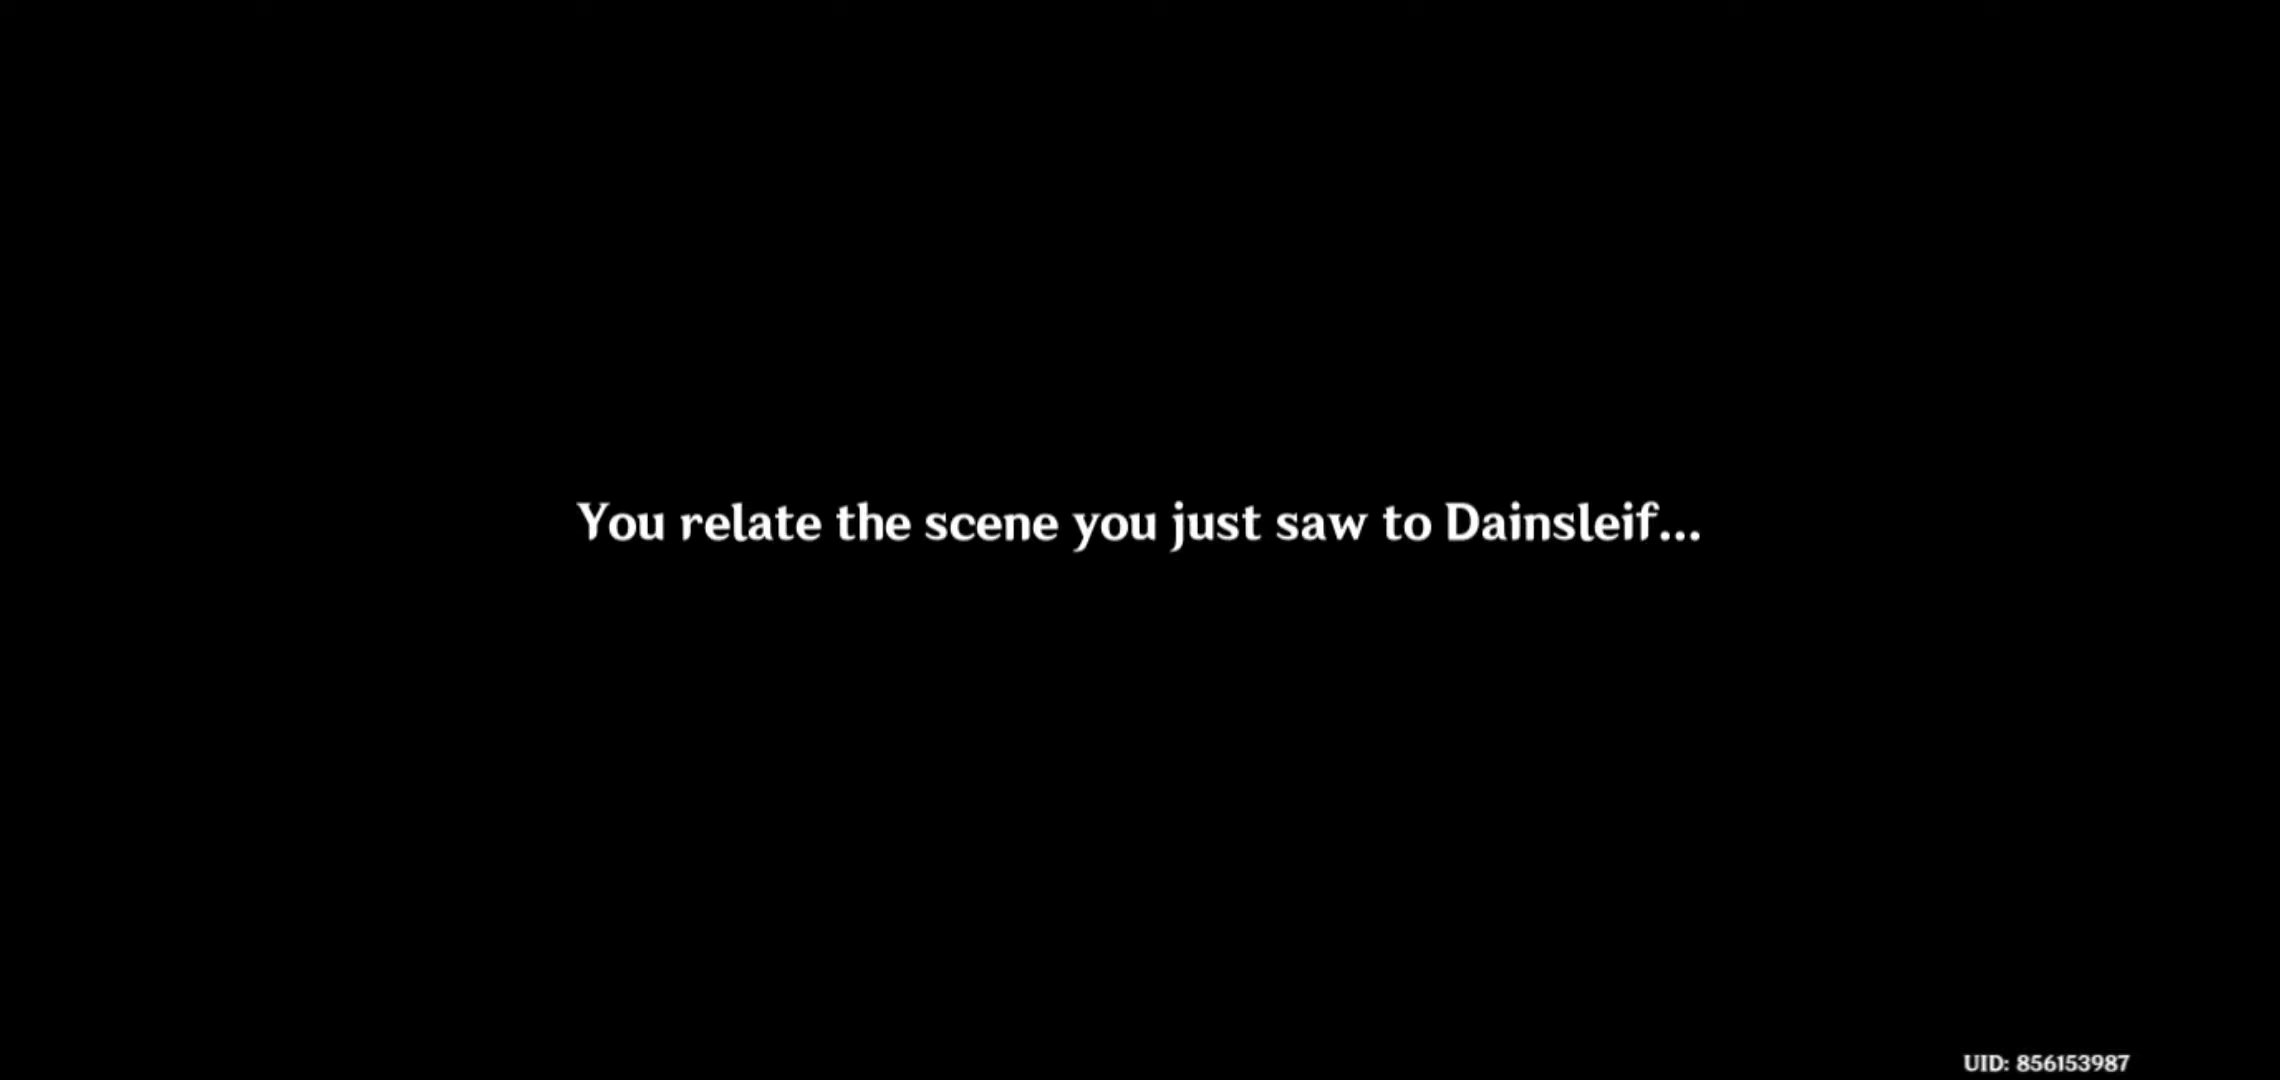 You relate the scene you just saw to Dainsleif...
UID: 856153987